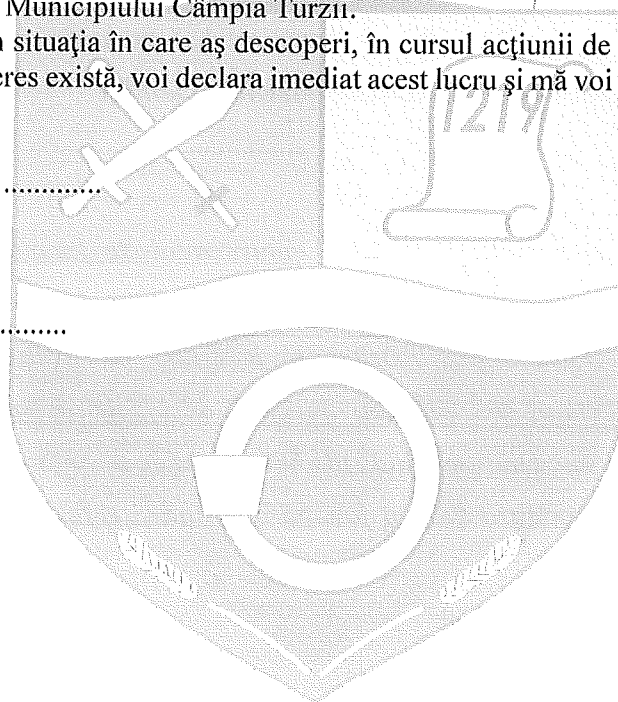 Municipiului Câmpia Turzii.
situaţia în care aş descoperi, în cursul acţiunii de
eres există, voi declara imediat acest lucru şi mă voi
1219
..............
.........